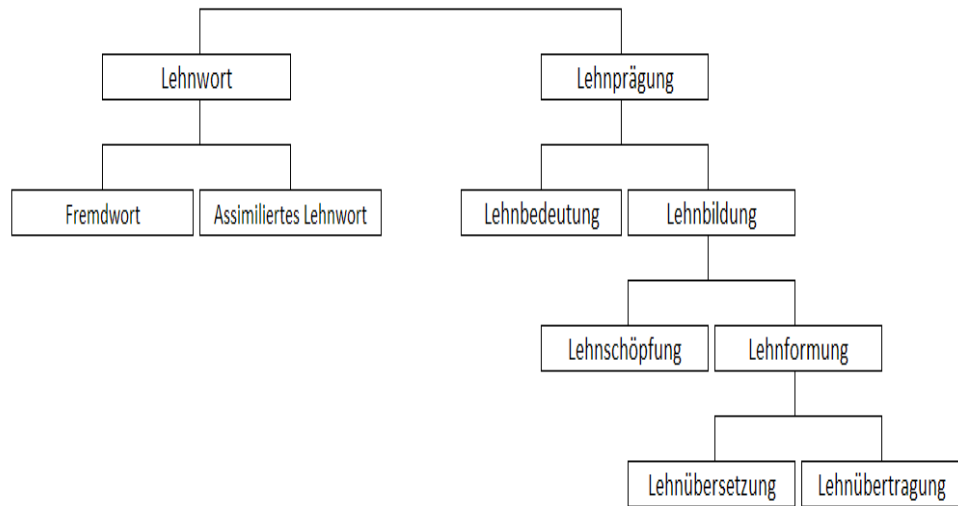 Lehnwort
Lehnprägung
Fremdwort
Assimiliertes Lehnwort
Lehnbedeutung
Lehnbildung
Lehnschöpfung
Lehnformung
Lehnübersetzung
Lehnübertragung